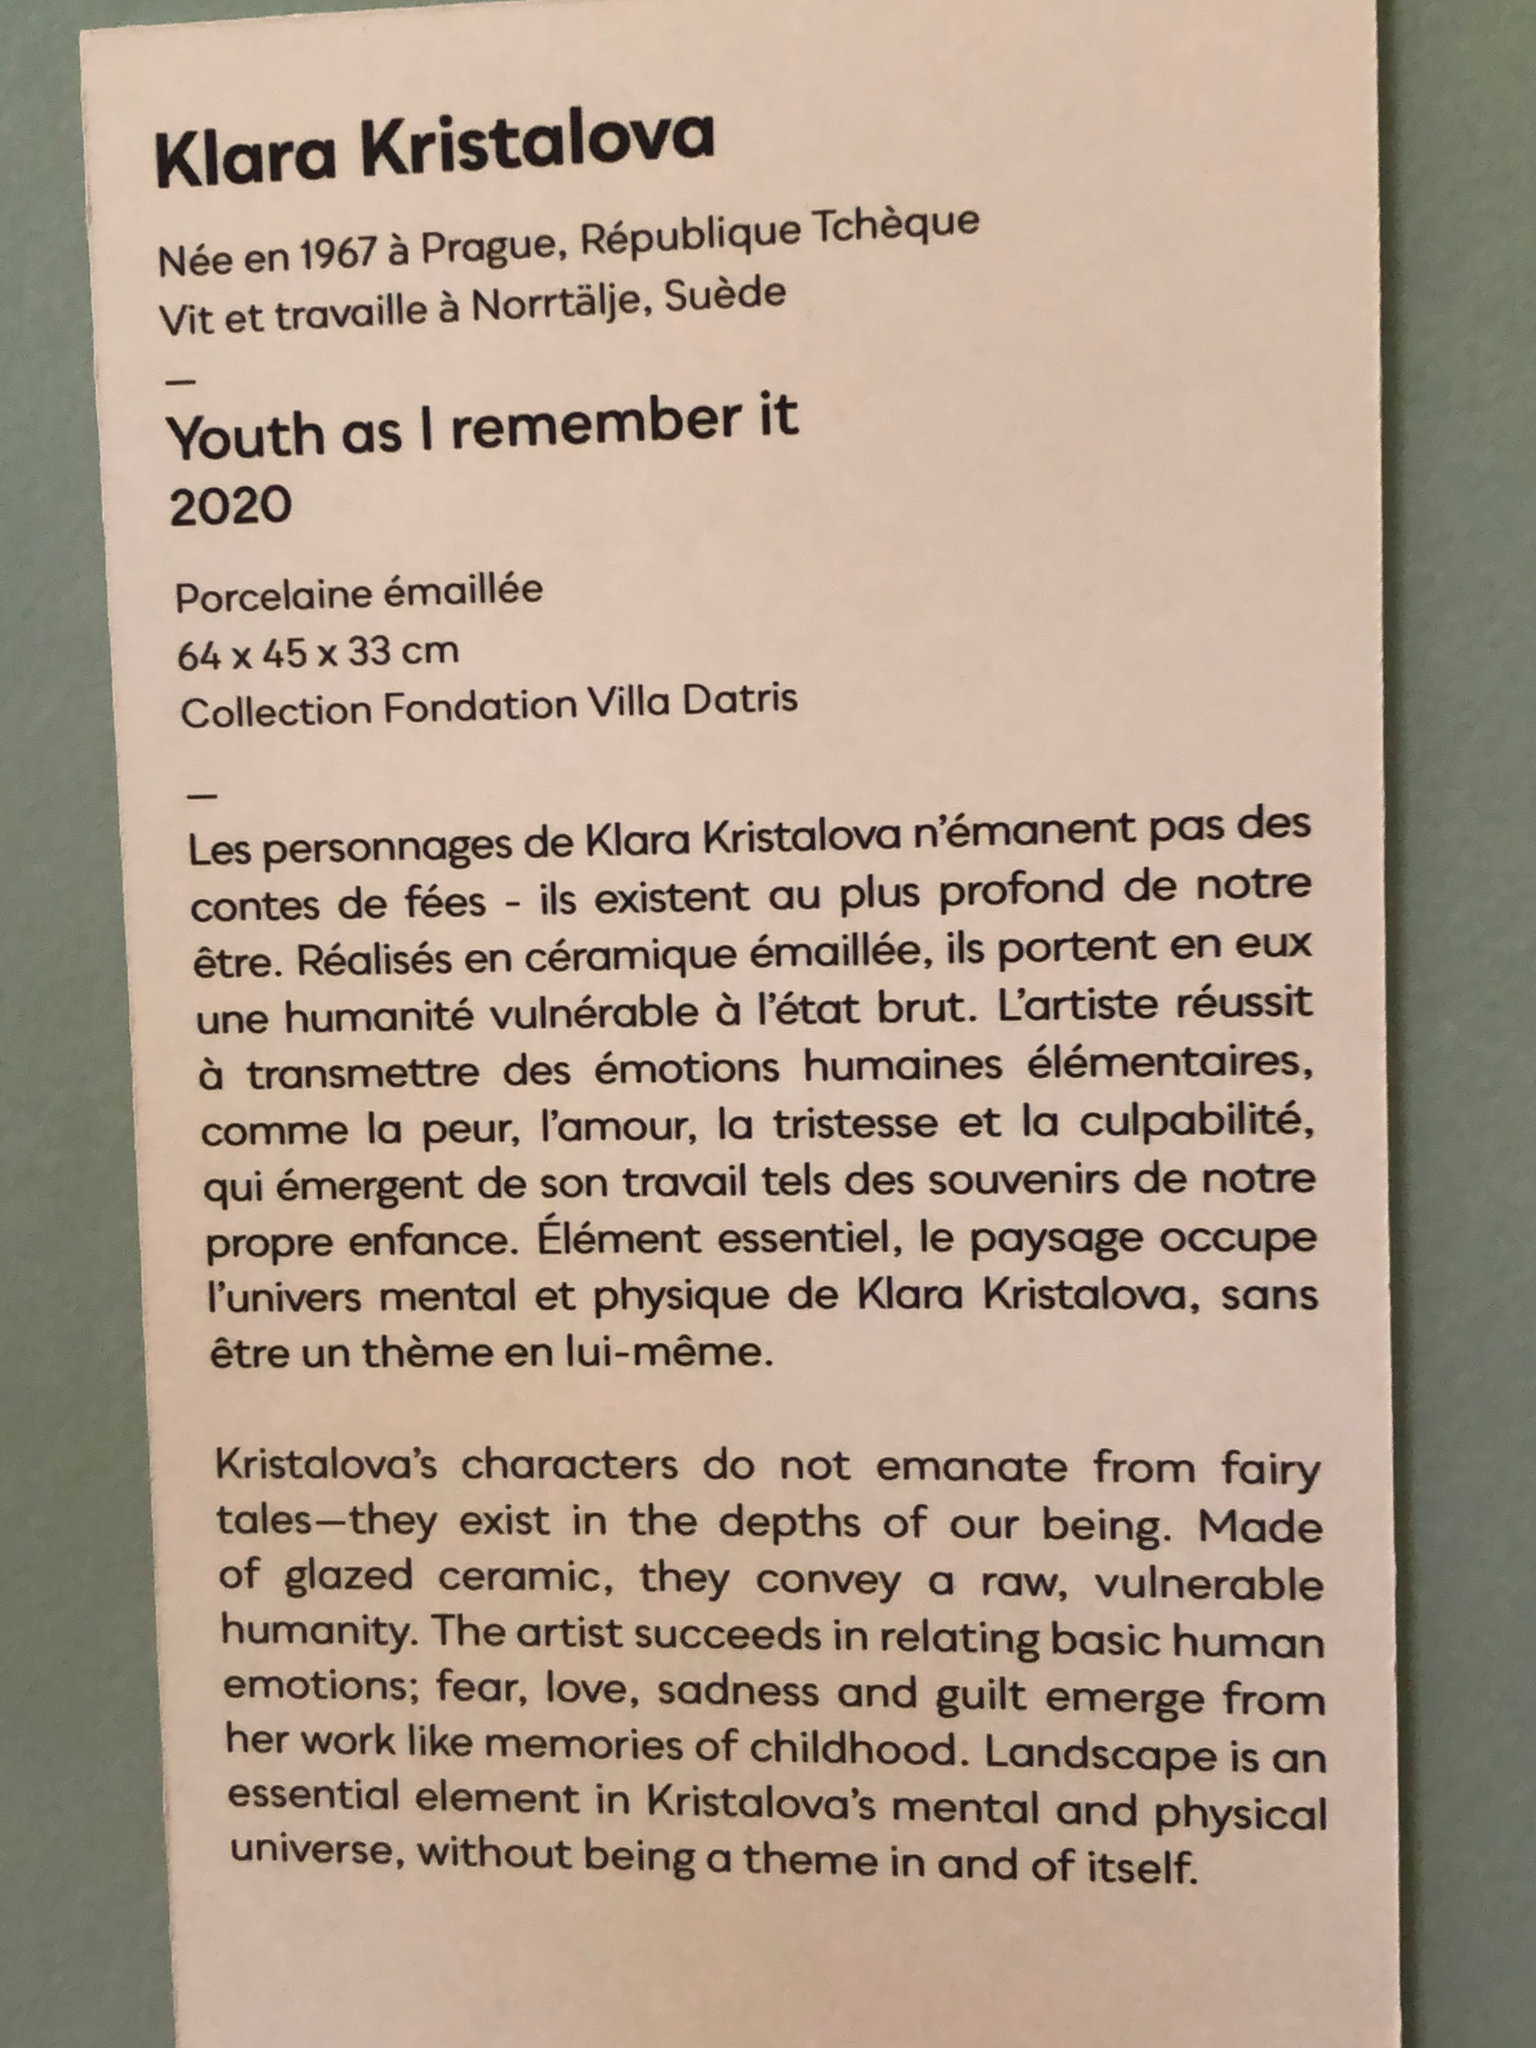 Klara Kristalova
Née en 1967 à Prague, République Tchèque
Vit et travaille à Norrtälje, Suède
–
Youth as I remember it
2020
Porcelaine émaillée
64 x 45 x 33 cm
Collection Fondation Villa Datris
–
Les personnages de Klara Kristalova n’émanent pas des
contes de fées - ils existent au plus profond de notre
être. Réalisés en céramique émaillée, ils portent en eux
une humanité vulnérable à l’état brut. L’artiste réussit
à transmettre des émotions humaines élémentaires,
comme la peur, l’amour, la tristesse et la culpabilité,
qui émergent de son travail tels des souvenirs de notre
propre enfance. Élément essentiel, le paysage occupe
l’univers mental et physique de Klara Kristalova, sans
être un thème en lui-même.
Kristalova’s characters do not emanate from fairy
tales—they exist in the depths of our being. Made
of glazed ceramic, they convey a raw, vulnerable
humanity. The artist succeeds in relating basic human
emotions; fear, love, sadness and guilt emerge from
her work like memories of childhood. Landscape is an
essential element in Kristalova’s mental and physical
universe, without being a theme in and of itself.